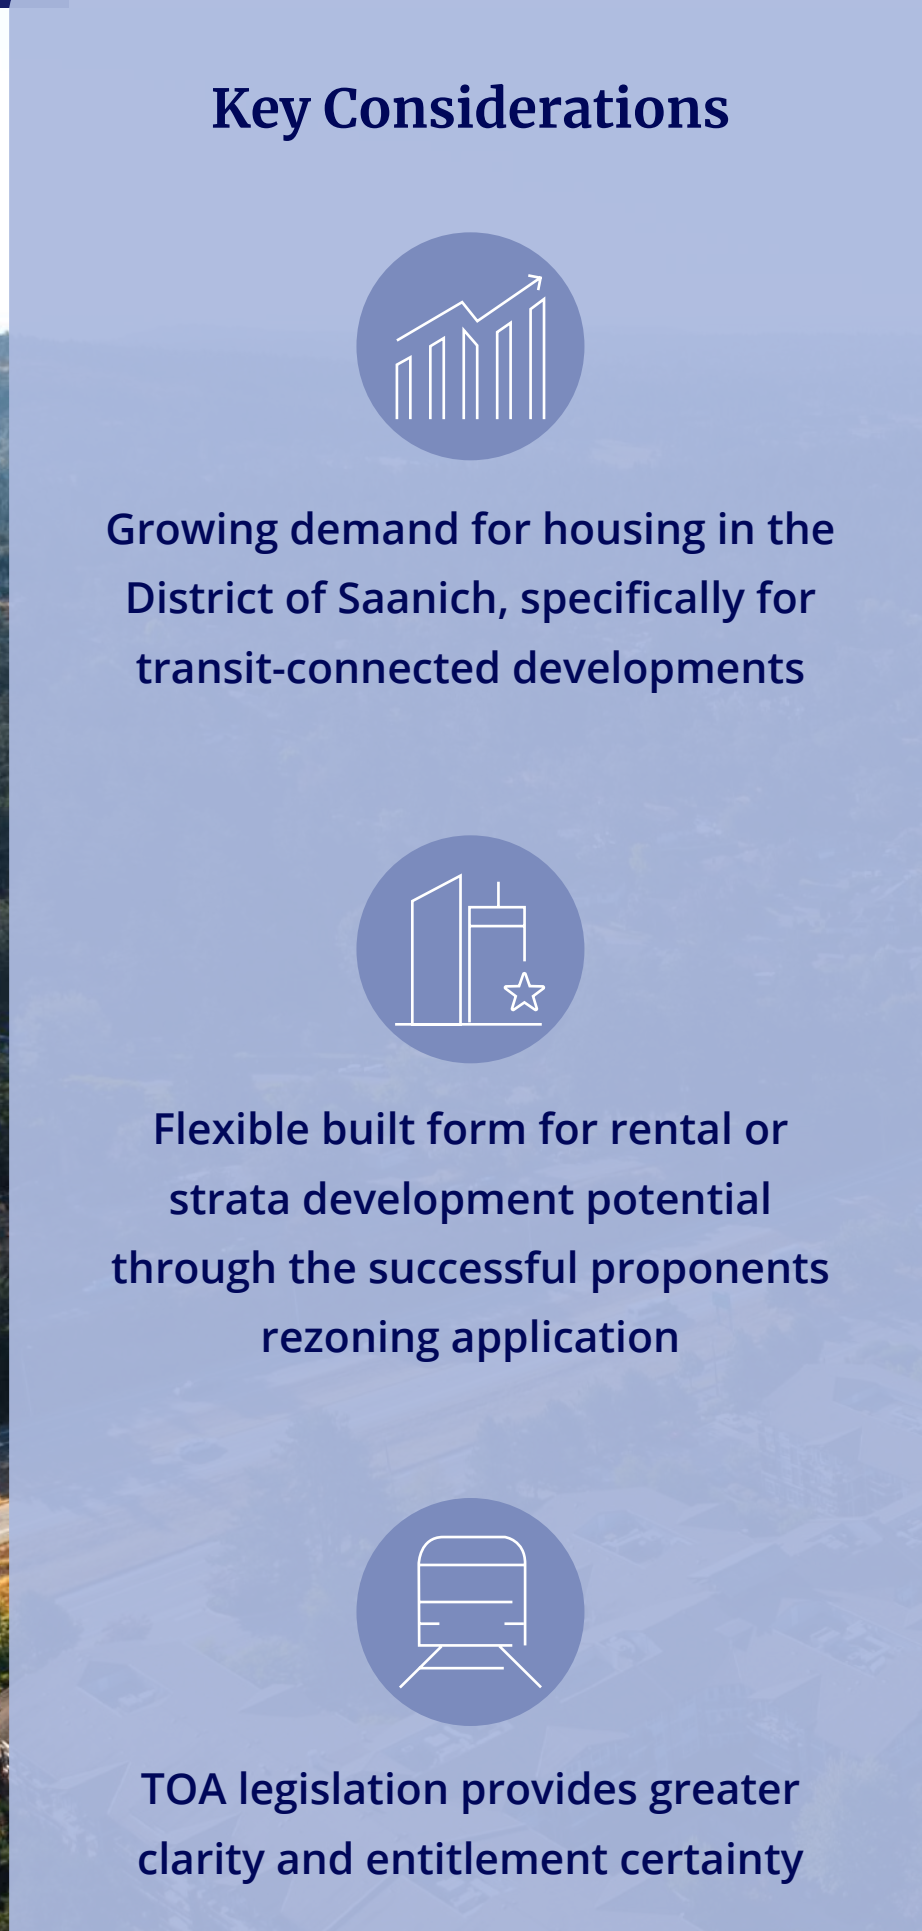 Key Considerations
Growing demand for housing in the
District of Saanich, specifically for
transit-connected developments
Flexible built form for rental or
strata development potential
through the successful proponents
rezoning application
TOA legislation provides greater
clarity and entitlement certainty